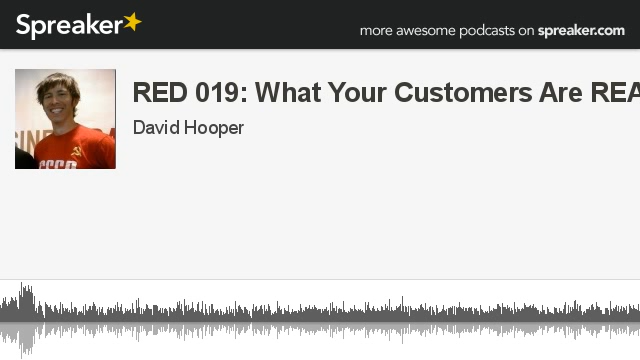 Spreaker
more awesome podcasts on spreaker.com
RED 019: What Your Customers Are REA
David Hooper
CCCP